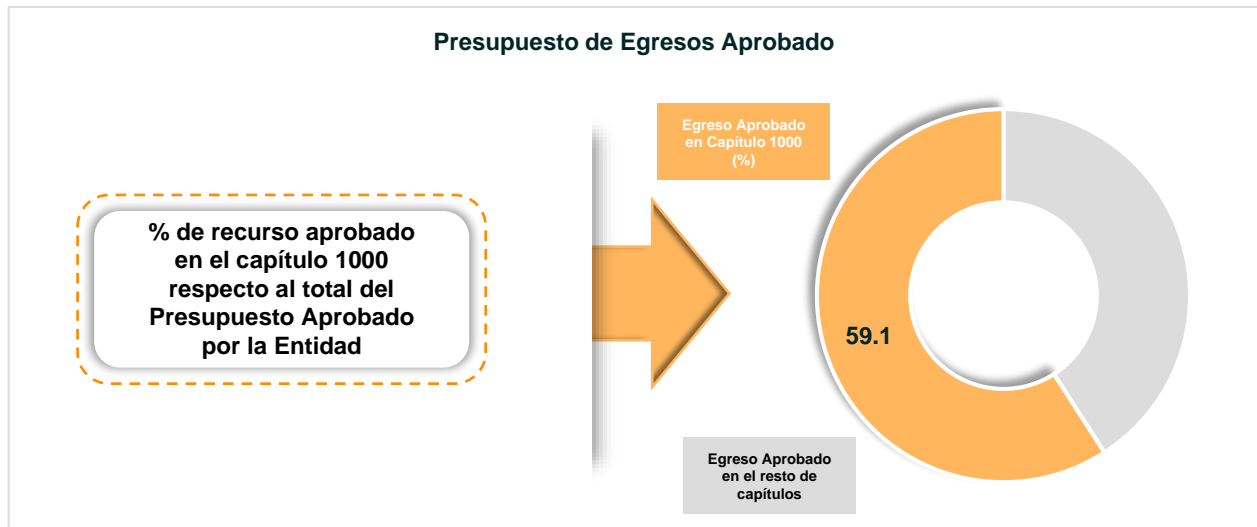 Presupuesto de Egresos Aprobado
% de recurso aprobado
en el capítulo 1000
respecto al total del
Presupuesto Aprobado
por la Entidad
Egreso Aprobado
en Capítulo 1000
(%)
59.1
Egreso Aprobado
en el resto de
capítulos